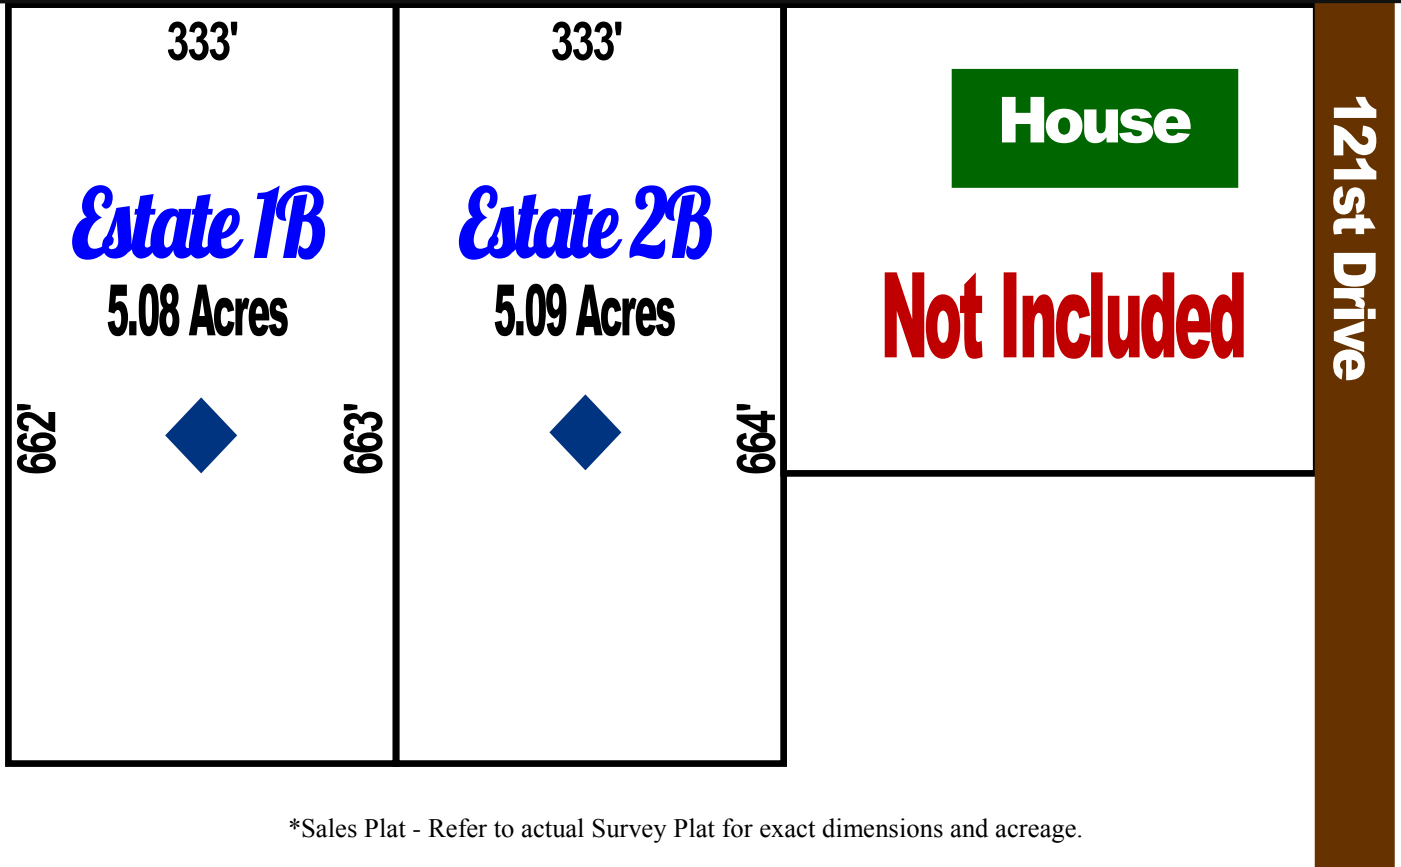 333'
333'
House
Estate 1B
Estate 2B
5.08 Acres
5.09 Acres
Not Included
662'
663'
664'
121st Drive
*Sales Plat - Refer to actual Survey Plat for exact dimensions and acreage.